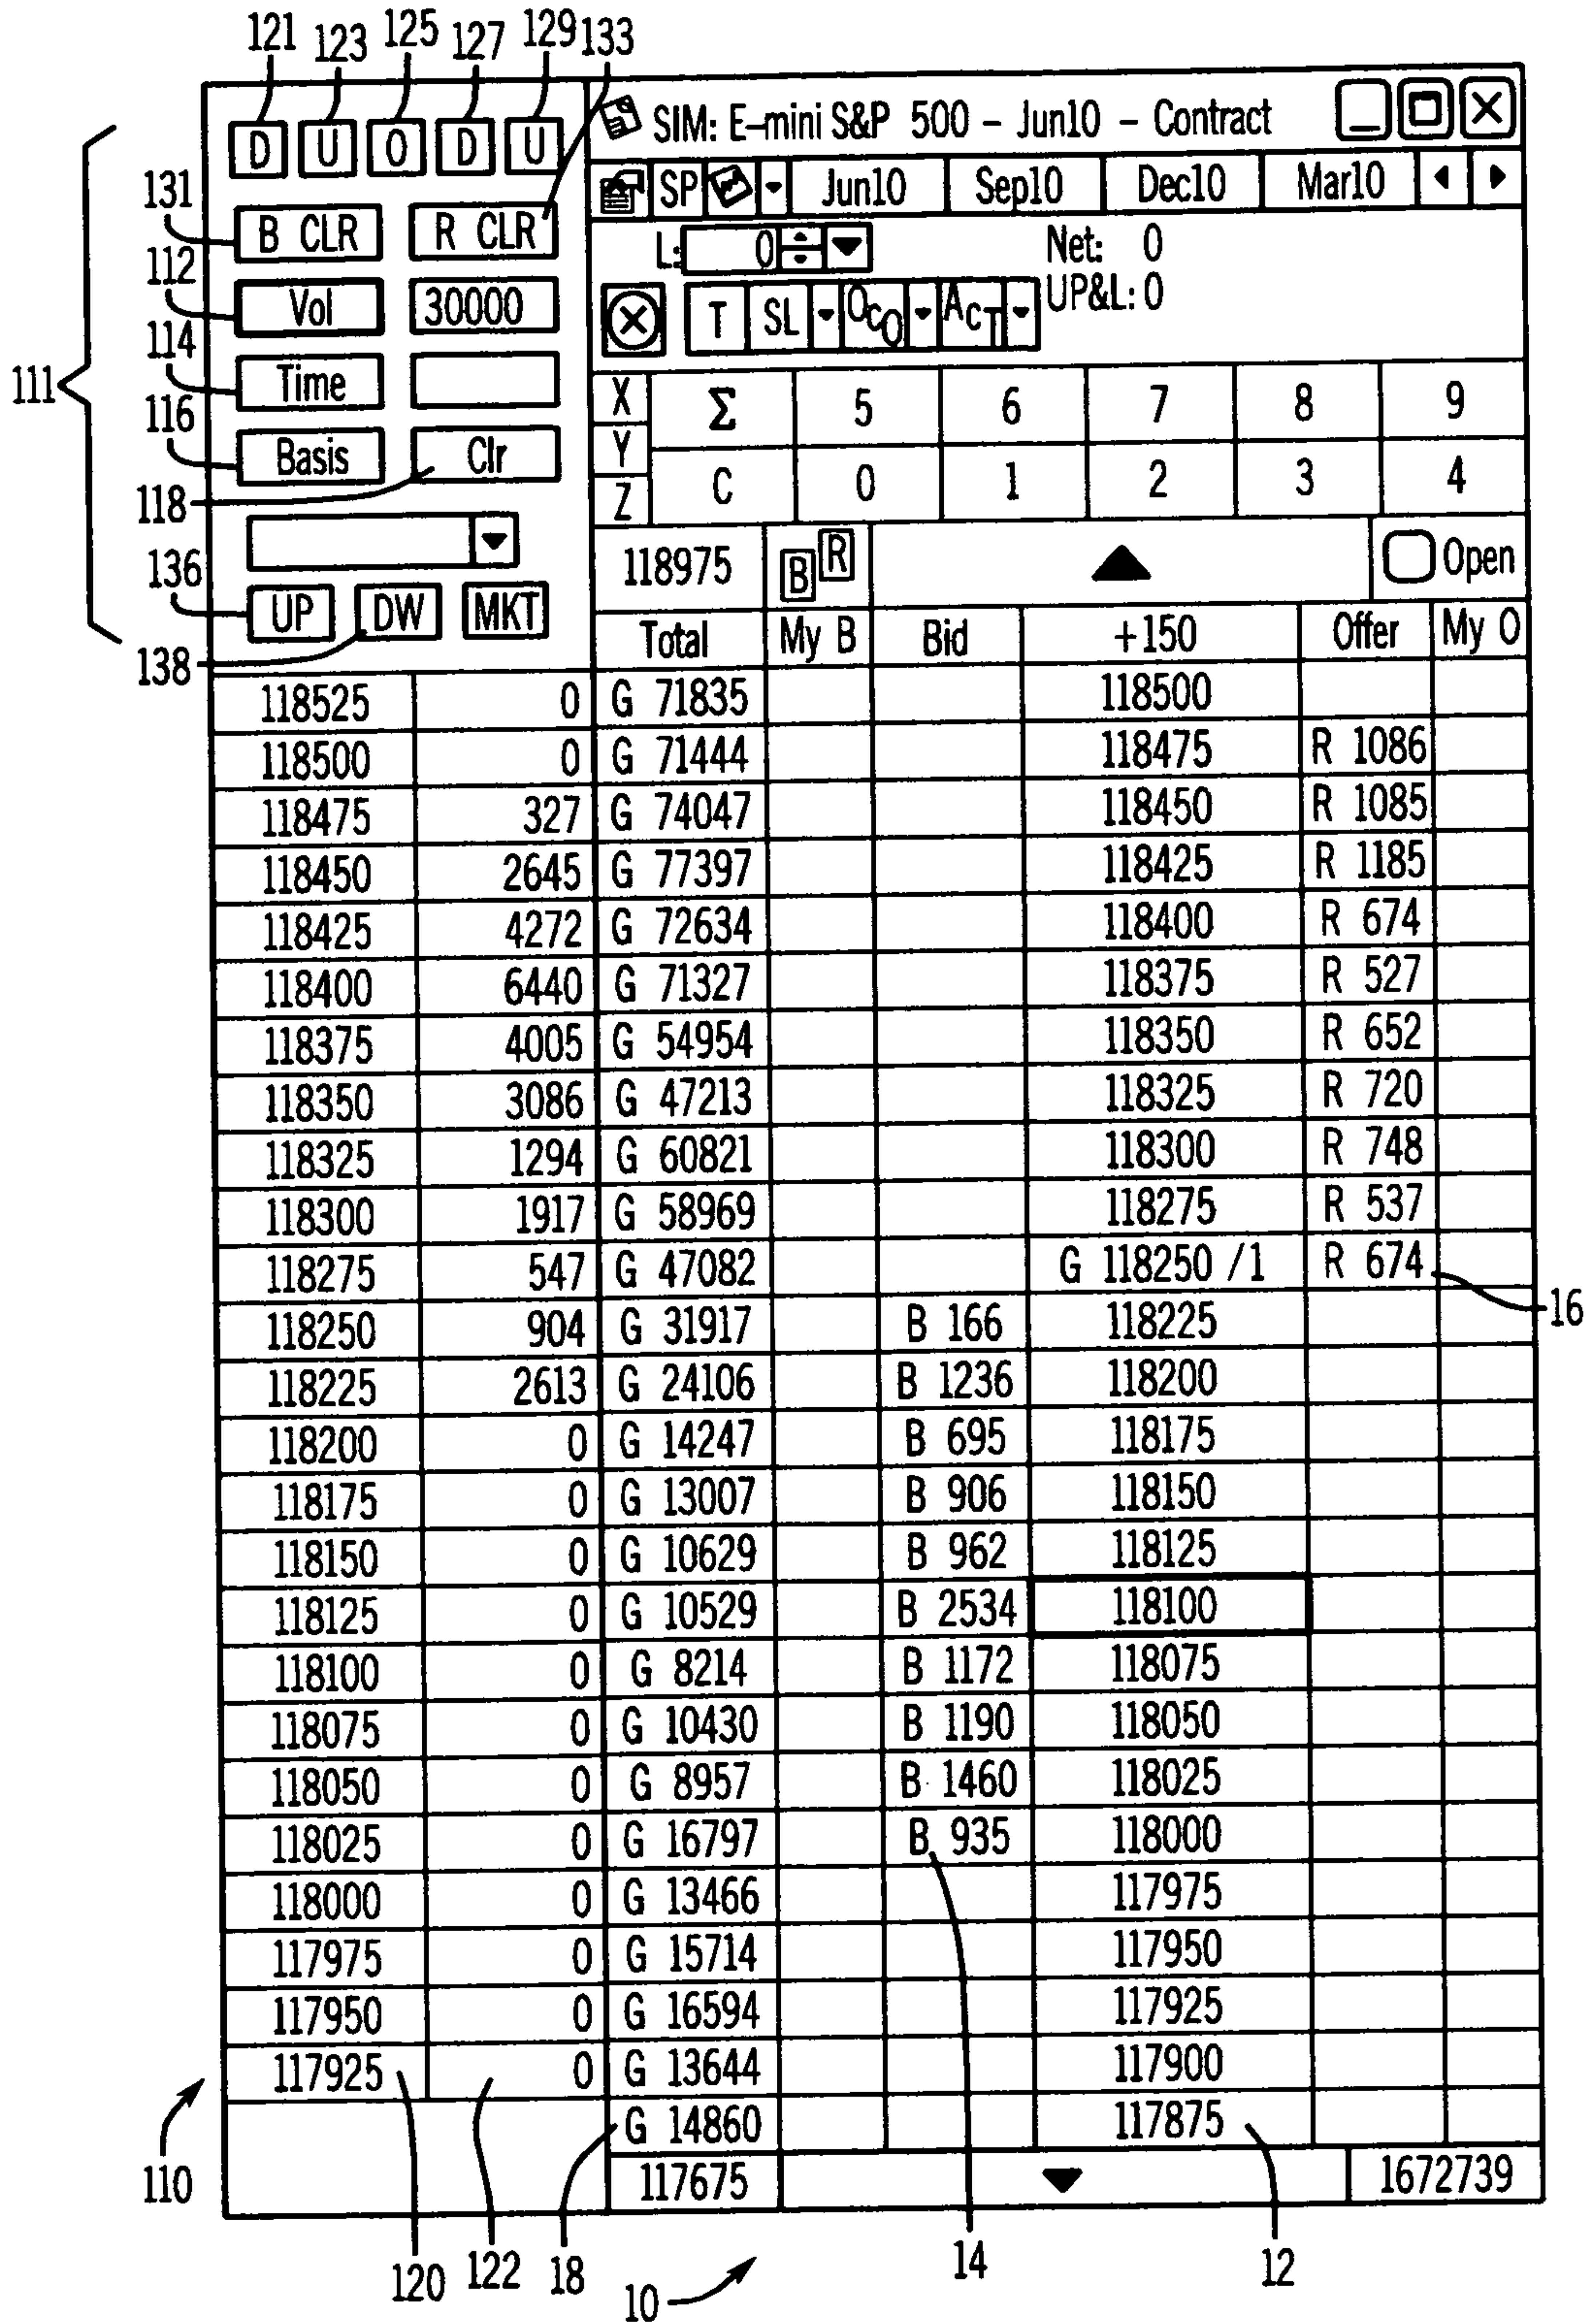 121 123 125 127 129 133
D U O D U
SIM: E-mini S&P 500 - Jun10 - Contract
131 B CLR R CLR
SP Jun10 Sep10 Dec10 Mar10
L: 0 Net: 0
112 Vol 30000
T SL OCO ACT UP&L: 0
111
114 Time
X Σ 5 6 7 8 9
116 Basis Clr
Y
Z C 0 1 2 3 4
118
118975 B R Open
136 UP DW MKT
138
Total My B Bid +150 Offer My O
118525 0 G 71835 118500
118500 0 G 71444 118475 R 1086
118475 327 G 74047 118450 R 1085
118450 2645 G 77397 118425 R 1185
118425 4272 G 72634 118400 R 674
118400 6440 G 71327 118375 R 527
118375 4005 G 54954 118350 R 652
118350 3086 G 47213 118325 R 720
118325 1294 G 60821 118300 R 748
118300 1917 G 58969 118275 R 537
118275 547 G 47082 G 118250 /1 R 674
16
118250 904 G 31917 B 166 118225
118225 2613 G 24106 B 1236 118200
118200 0 G 14247 B 695 118175
118175 0 G 13007 B 906 118150
118150 0 G 10629 B 962 118125
118125 0 G 10529 B 2534 118100
118100 0 G 8214 B 1172 118075
118075 0 G 10430 B 1190 118050
118050 0 G 8957 B 1460 118025
118025 0 G 16797 B 935 118000
118000 0 G 13466 117975
117975 0 G 15714 117950
117950 0 G 16594 117925
117925 0 G 13644 117900
G 14860 117875
110
117675 1672739
120 122 18 10 14 12